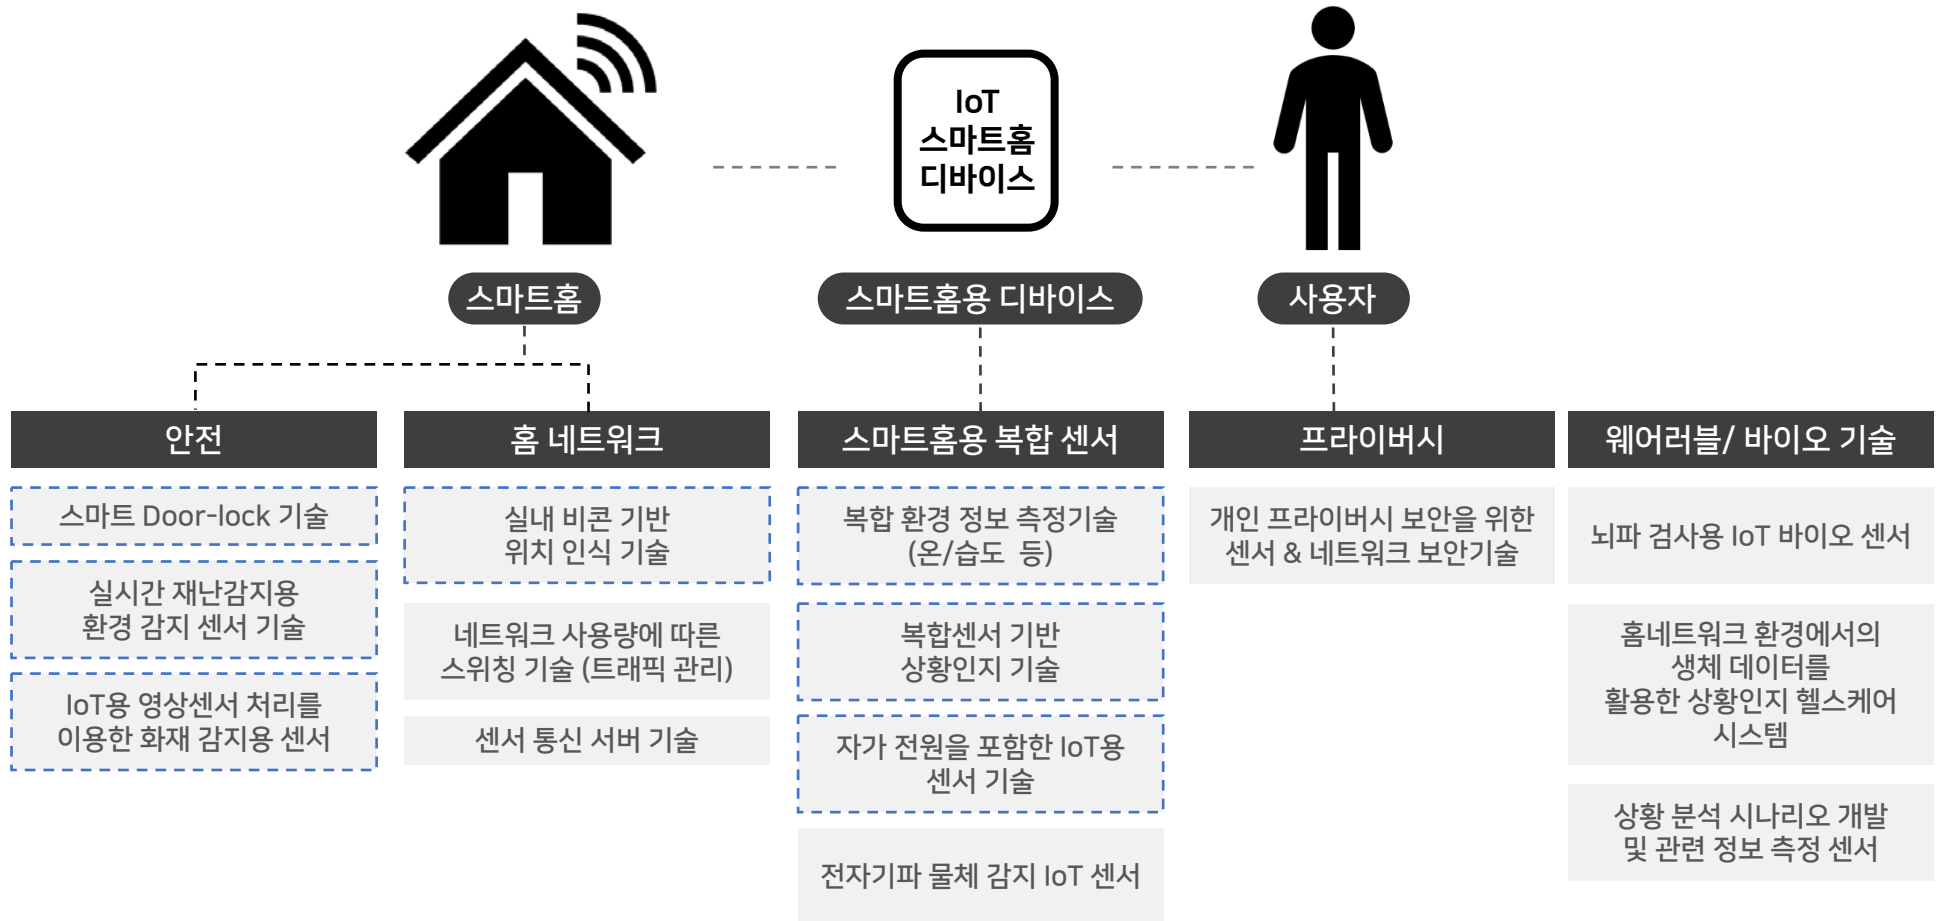 IoT
스마트홈
디바이스
스마트홈
스마트홈용 디바이스
사용자
안전
스마트 Door-lock 기술
실시간 재난감지용
환경 감지 센서 기술
IoT용 영상센서 처리를
이용한 화재 감지용 센서
홈 네트워크
실내 비콘 기반
위치 인식 기술
네트워크 사용량에 따른
스위칭 기술 (트래픽 관리)
센서 통신 서버 기술
스마트홈용 복합 센서
복합 환경 정보 측정기술
(온/습도 등)
복합센서 기반
상황인지 기술
자가 전원을 포함한 IoT용
센서 기술
전자기파 물체 감지 IoT 센서
프라이버시
개인 프라이버시 보안을 위한
센서 & 네트워크 보안기술
웨어러블/ 바이오 기술
뇌파 검사용 IoT 바이오 센서
홈네트워크 환경에서의
생체 데이터를
활용한 상황인지 헬스케어
시스템
상황 분석 시나리오 개발
및 관련 정보 측정 센서